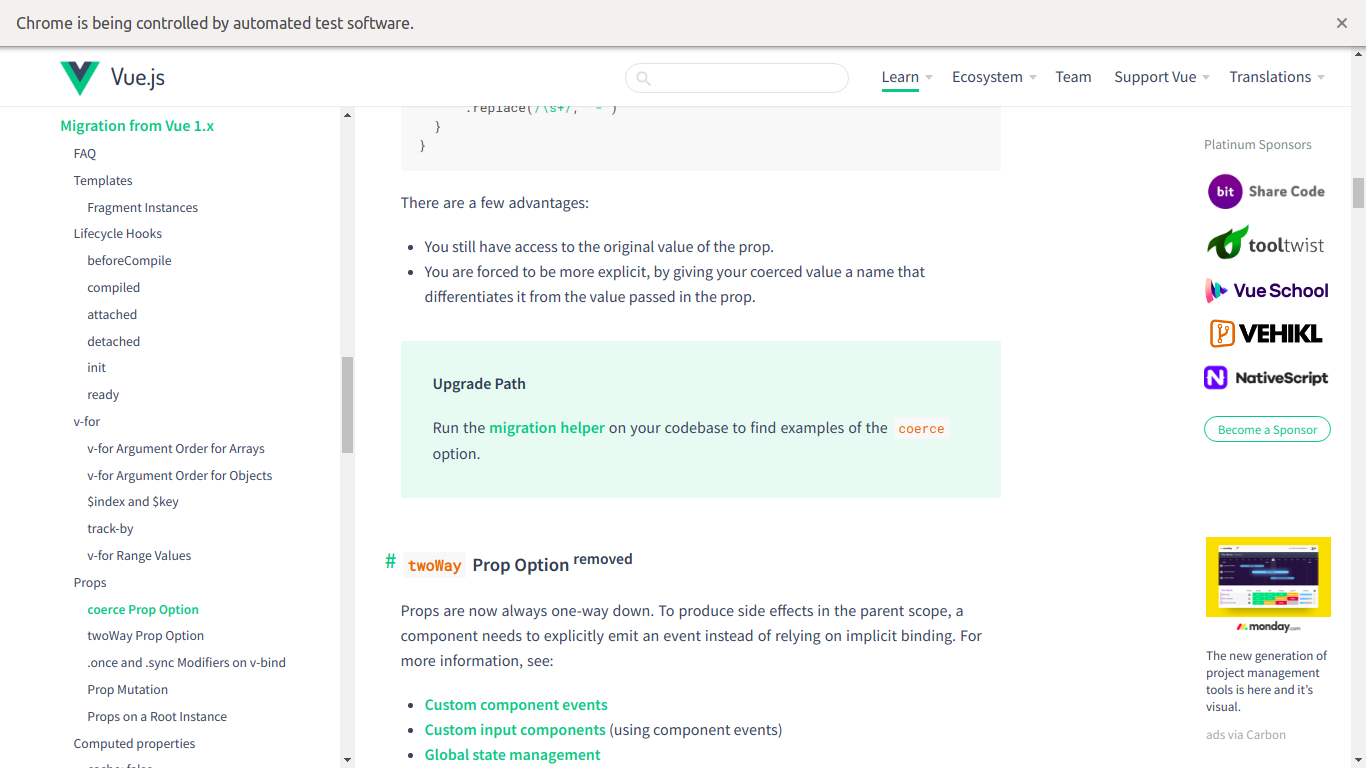 Chrome is being controlled by automated test software.
Vue.js
Learn
Ecosystem
Team
Support Vue
Translations
Migration from Vue 1.x
FAQ
Templates
Fragment Instances
Lifecycle Hooks
beforeCompile
compiled
attached
detached
init
ready
v-for
v-for Argument Order for Arrays
v-for Argument Order for Objects
$index and $key
track-by
v-for Range Values
Props
coerce Prop Option
twoWay Prop Option
.once and .sync Modifiers on v-bind
Prop Mutation
Props on a Root Instance
Computed properties
cache: false
.replace(/\s+/, '-')
}
}
There are a few advantages:
• You still have access to the original value of the prop.
• You are forced to be more explicit, by giving your coerced value a name that
differentiates it from the value passed in the prop.
Upgrade Path
Run the migration helper on your codebase to find examples of the coerce
option.
# twoWay Prop Option removed
Props are now always one-way down. To produce side effects in the parent scope, a
component needs to explicitly emit an event instead of relying on implicit binding. For
more information, see:
• Custom component events
• Custom input components (using component events)
• Global state management
Platinum Sponsors
bit Share Code
tooltwist
Vue School
VEHIKL
NativeScript
Become a Sponsor
monday.com
The new generation of
project management
tools is here and it's
visual.
ads via Carbon